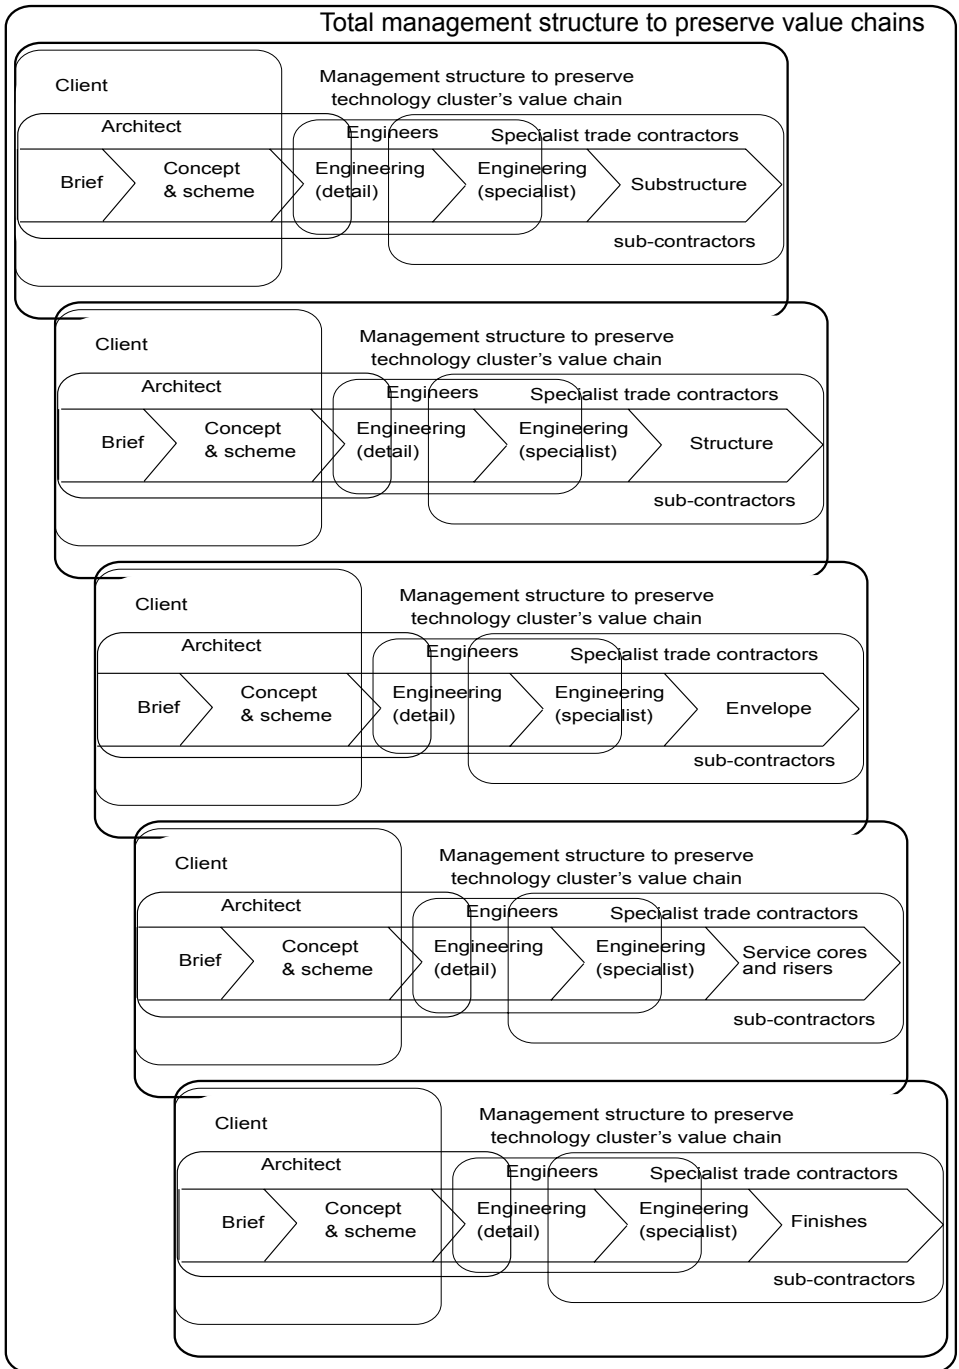 Total management structure to preserve value chains
Client
Management structure to preserve
technology cluster's value chain
Architect
Engineers
Specialist trade contractors
Brief
Concept
& scheme
Engineering
(detail)
Engineering
(specialist)
Substructure
sub-contractors
Client
Management structure to preserve
technology cluster's value chain
Architect
Engineers
Specialist trade contractors
Brief
Concept
& scheme
Engineering
(detail)
Engineering
(specialist)
Structure
sub-contractors
Client
Management structure to preserve
technology cluster's value chain
Architect
Engineers
Specialist trade contractors
Brief
Concept
& scheme
Engineering
(detail)
Engineering
(specialist)
Envelope
sub-contractors
Client
Management structure to preserve
technology cluster's value chain
Architect
Engineers
Specialist trade contractors
Brief
Concept
& scheme
Engineering
(detail)
Engineering
(specialist)
Service cores
and risers
sub-contractors
Client
Management structure to preserve
technology cluster's value chain
Architect
Engineers
Specialist trade contractors
Brief
Concept
& scheme
Engineering
(detail)
Engineering
(specialist)
Finishes
sub-contractors